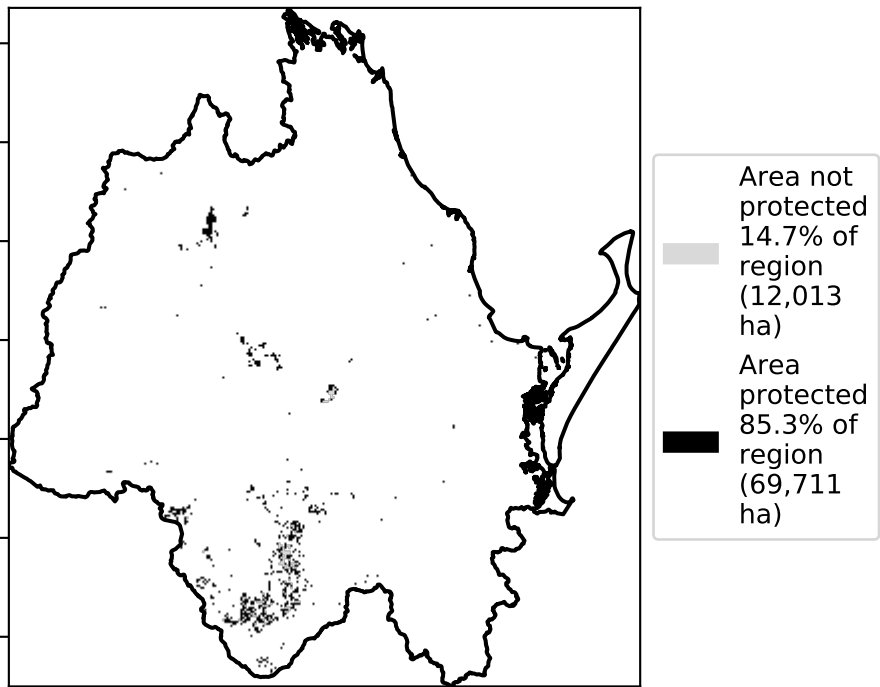 Area not
protected
14.7% of
region
(12,013
ha)
Area
protected
85.3% of
region
(69,711
ha)